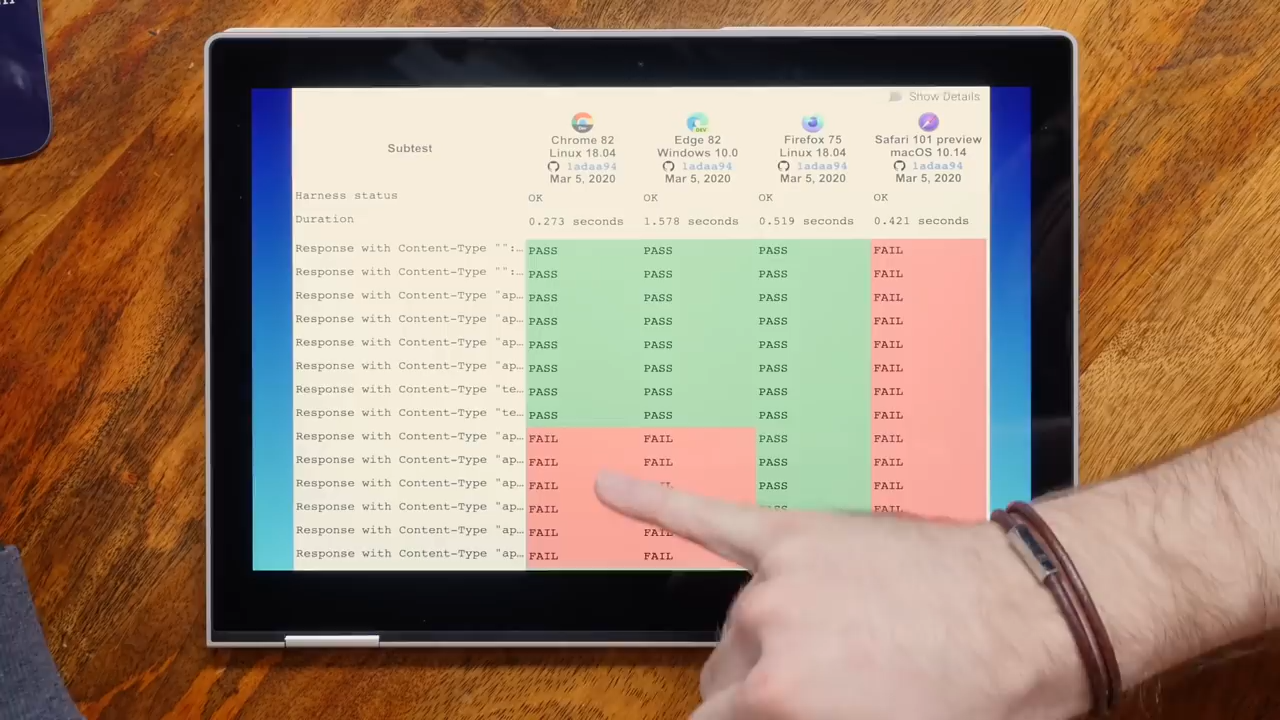 Show Details
Subtest
Chrome 82 Edge 82 Firefox 75 Safari 101 preview
Linux 18.04 Windows 10.0 Linux 18.04 macOS 10.14
1adaa94 1adaa94 1adaa94 1adaa94
Mar 5, 2020 Mar 5, 2020 Mar 5, 2020 Mar 5, 2020
Harness status OK OK OK OK
Duration 0.273 seconds 1.578 seconds 0.519 seconds 0.421 seconds
Response with Content-Type "":… PASS PASS PASS FAIL
Response with Content-Type "":… PASS PASS PASS FAIL
Response with Content-Type "ap… PASS PASS PASS FAIL
Response with Content-Type "ap… PASS PASS PASS FAIL
Response with Content-Type "ap… PASS PASS PASS FAIL
Response with Content-Type "ap… PASS PASS PASS FAIL
Response with Content-Type "te… PASS PASS PASS FAIL
Response with Content-Type "te… PASS PASS PASS FAIL
Response with Content-Type "ap… FAIL FAIL PASS FAIL
Response with Content-Type "ap… FAIL FAIL PASS FAIL
Response with Content-Type "ap… FAIL FAIL PASS FAIL
Response with Content-Type "ap… FAIL FAIL PASS FAIL
Response with Content-Type "ap… FAIL FAIL
Response with Content-Type "ap… FAIL FAIL